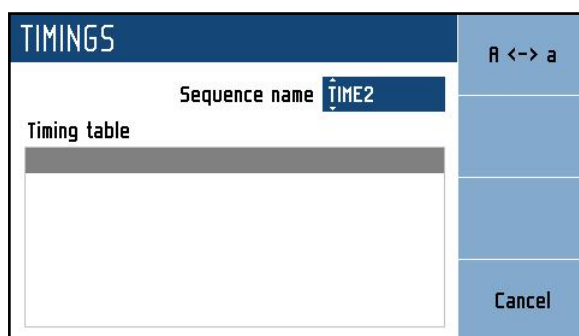 TIMINGS
A <-> a
Sequence name TIME2
Timing table
Cancel